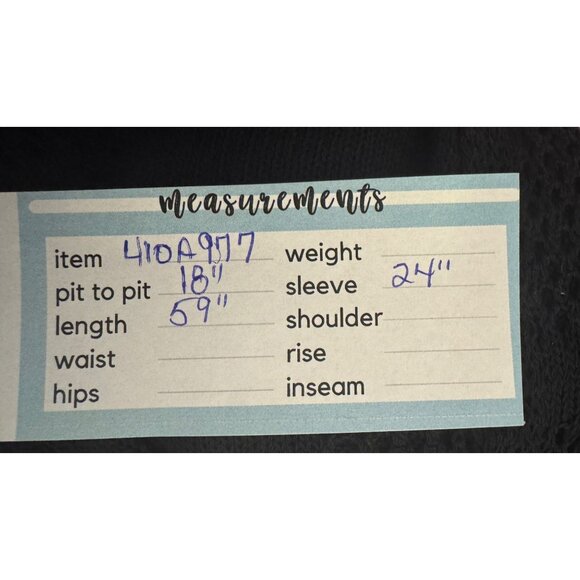 measurements
item 410A977
pit to pit 18"
length 59"
waist
hips
weight
sleeve 24"
shoulder
rise
inseam